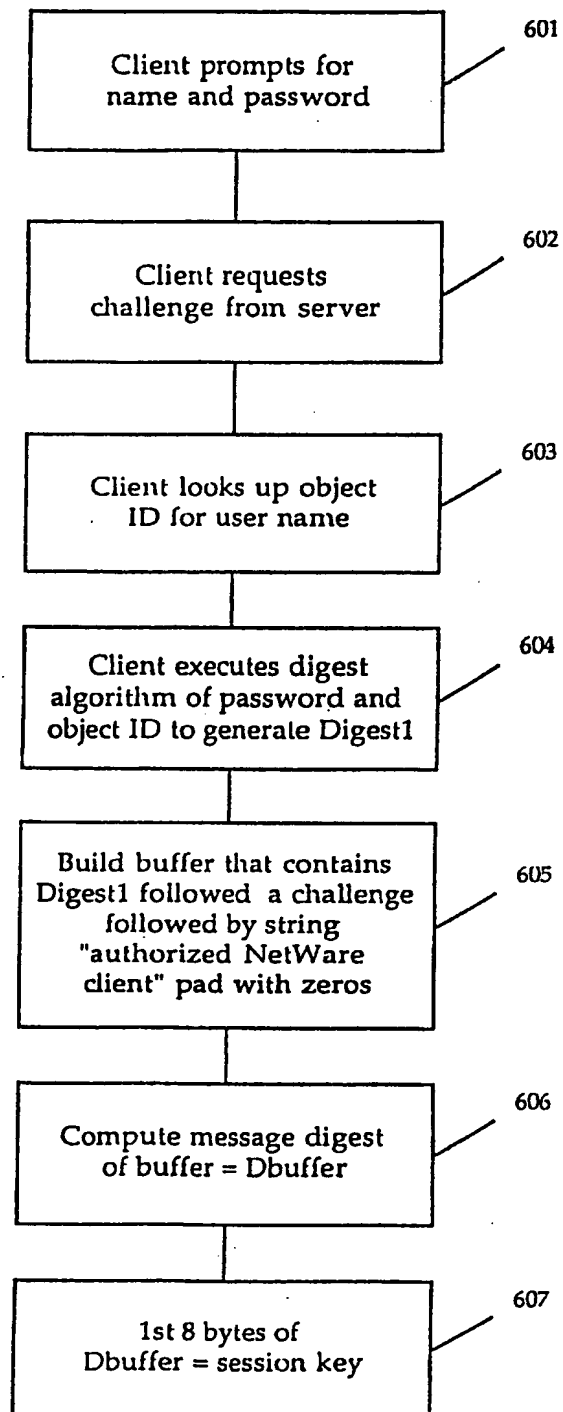 601
Client prompts for
name and password
602
Client requests
challenge from server
603
Client looks up object
ID for user name
604
Client executes digest
algorithm of password and
object ID to generate Digest1
605
Build buffer that contains
Digest1 followed a challenge
followed by string
"authorized NetWare
client" pad with zeros
606
Compute message digest
of buffer = Dbuffer
607
1st 8 bytes of
Dbuffer = session key